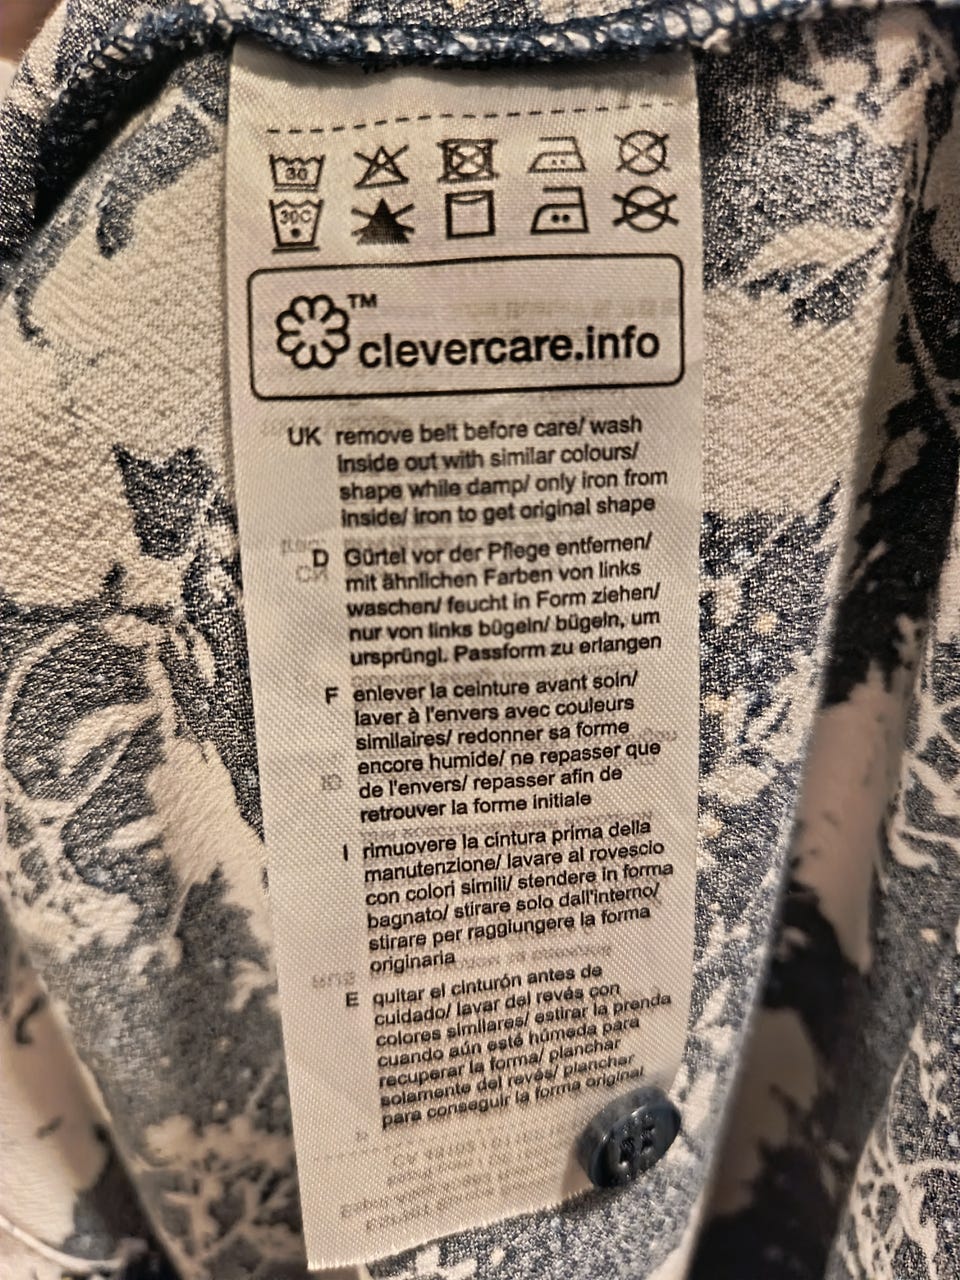 30
30C
TM
clevercare.info
UK remove belt before care/ wash
inside out with similar colours/
shape while damp/ only iron from
inside/ iron to get original shape
D Gürtel vor der Pflege entfernen/
mit ähnlichen Farben von links
waschen/ feucht in Form ziehen/
nur von links bügeln/ bügeln, um
ursprüngl. Passform zu erlangen
F enlever la ceinture avant soin/
laver à l'envers avec couleurs
similaires/ redonner sa forme
encore humide/ ne repasser que
de l'envers/ repasser afin de
retrouver la forme initiale
I rimuovere la cintura prima della
manutenzione/ lavare al rovescio
con colori simili/ stendere in forma
bagnato/ stirare solo dall'interno/
stirare per raggiungere la forma
originaria
E quitar el cinturón antes de
cuidado/ lavar del revés con
colores similares/ estirar la prenda
cuando aún esté húmeda para
recuperar la forma/ planchar
solamente del revés/ planchar
para conseguir la forma original